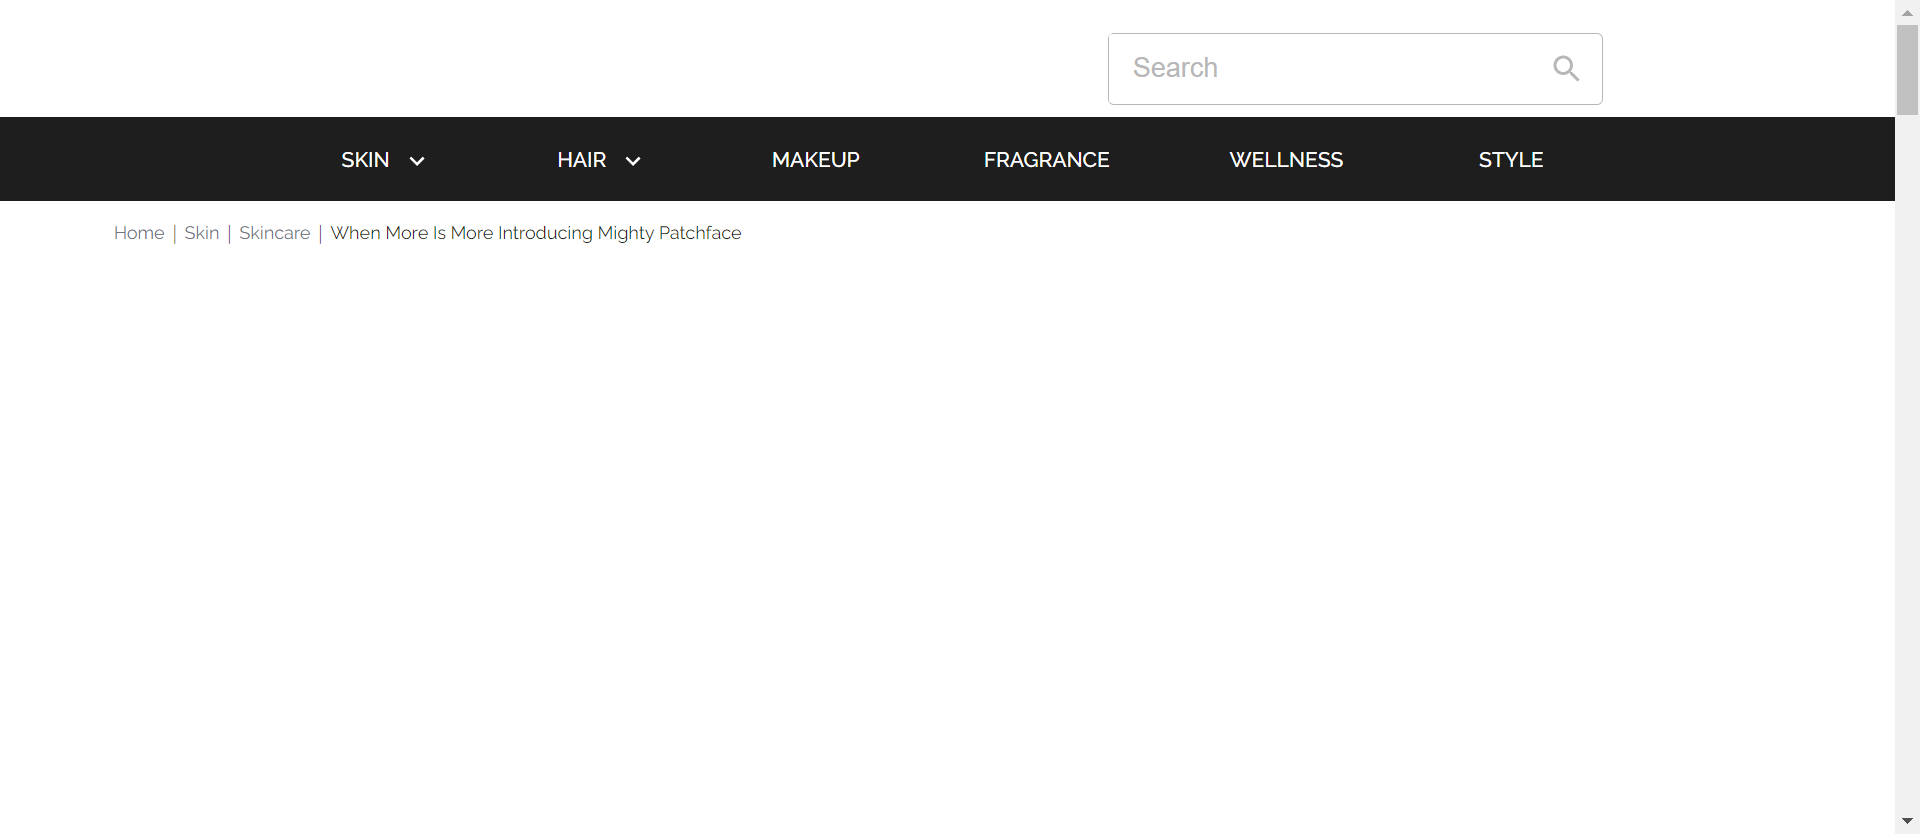 Search
SKIN HAIR MAKEUP FRAGRANCE WELLNESS STYLE
Home | Skin | Skincare | When More Is More Introducing Mighty Patchface